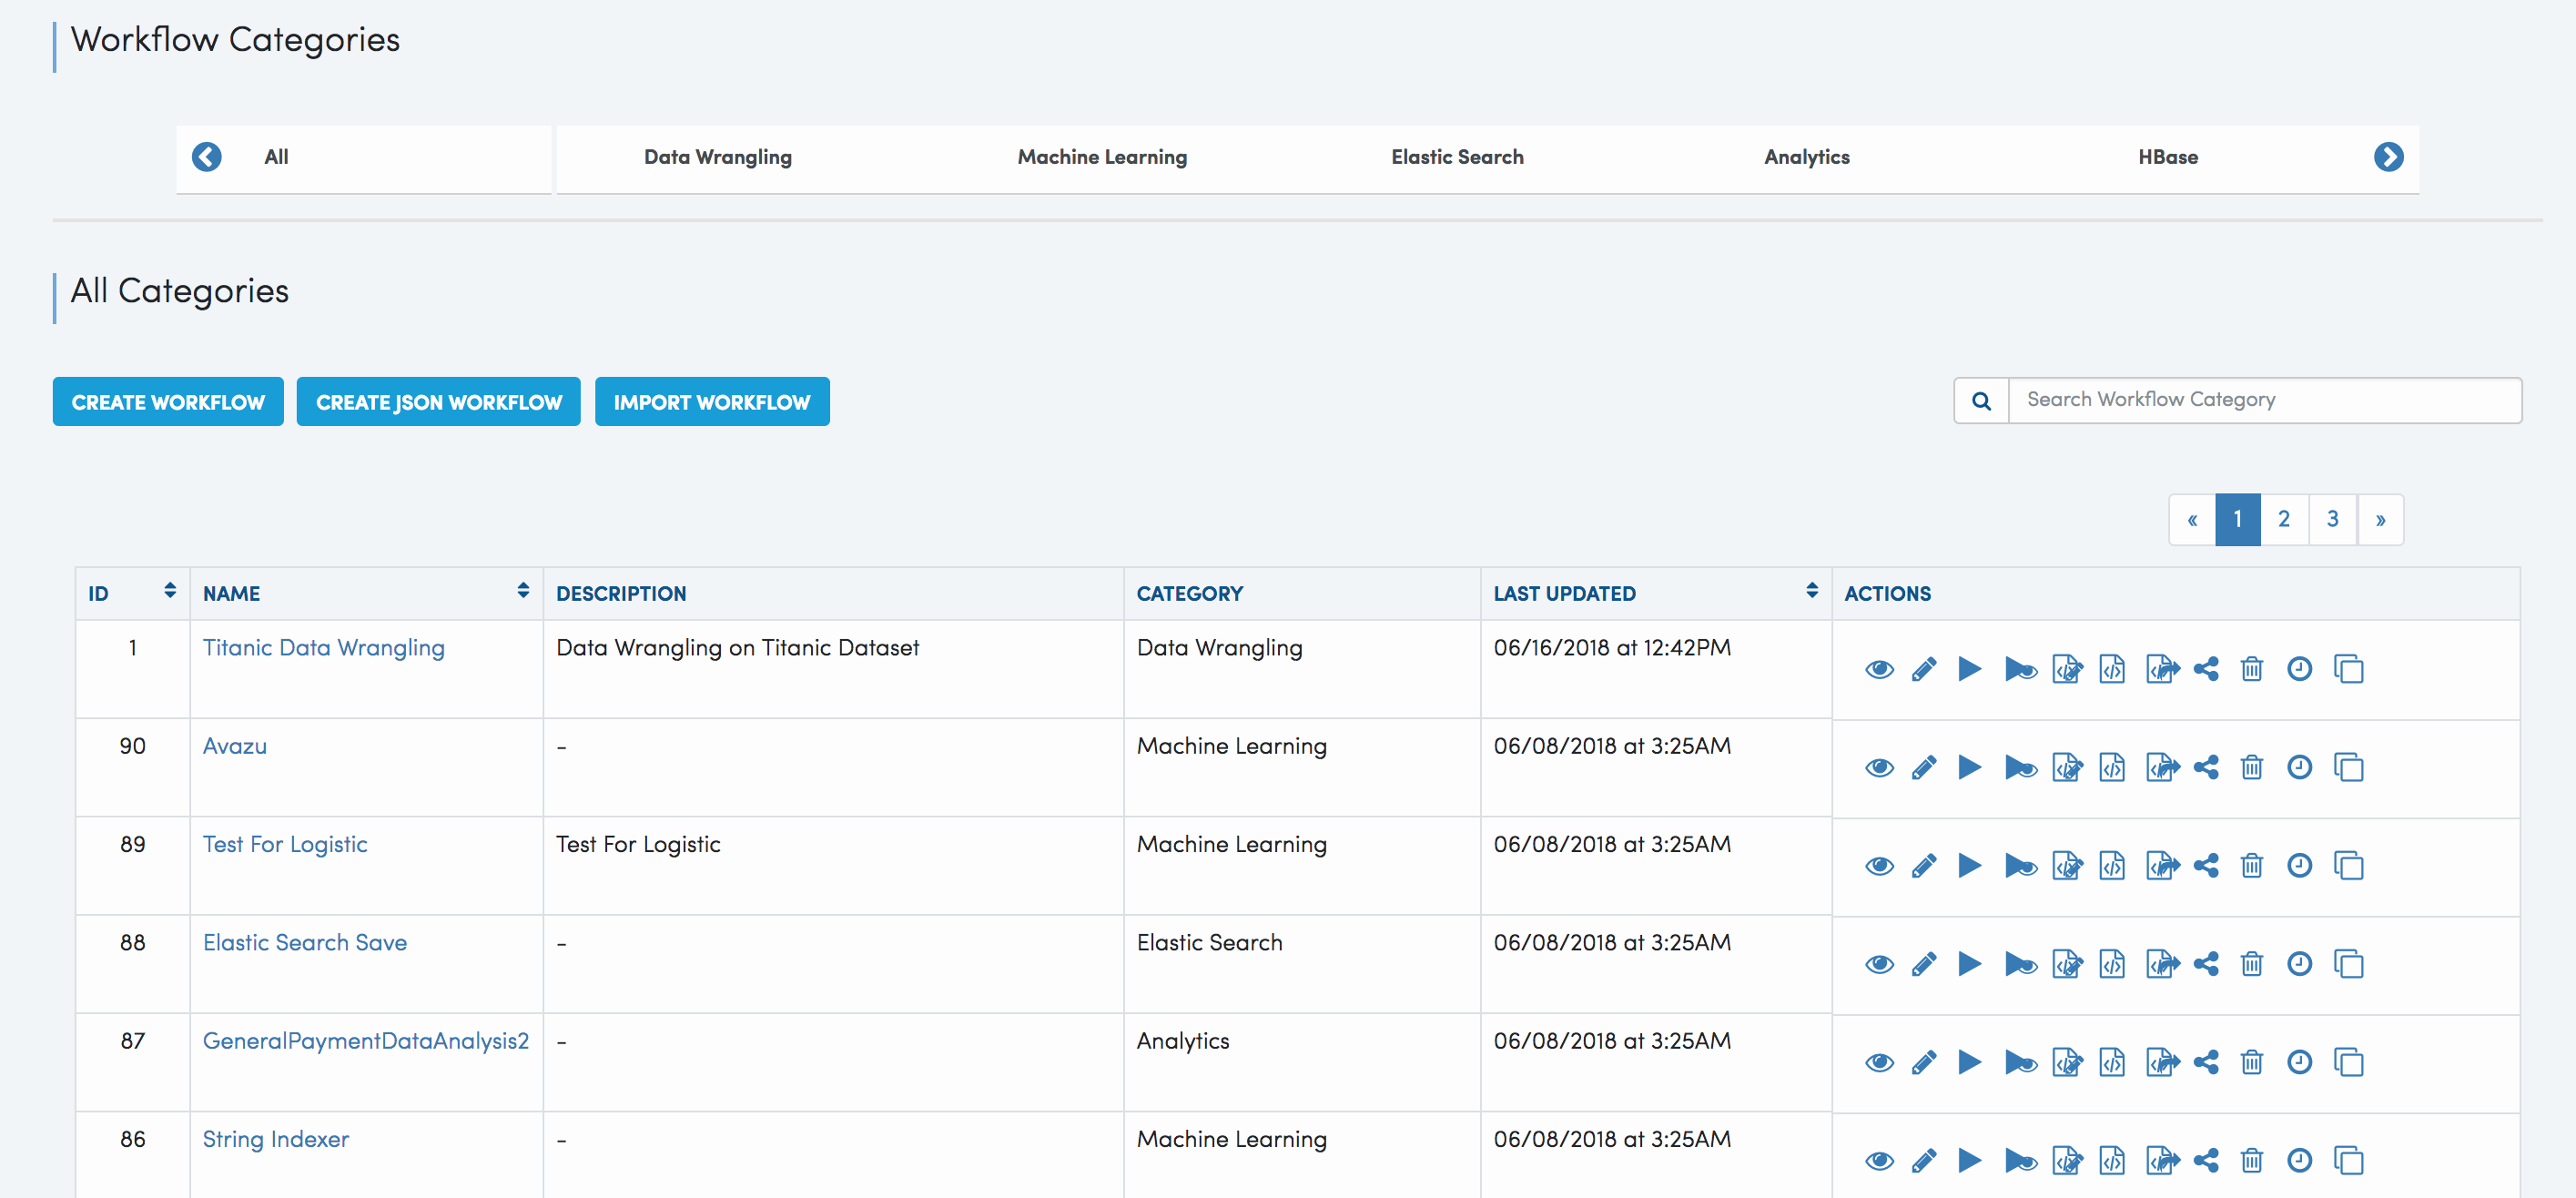 Workflow Categories
All Data Wrangling Machine Learning Elastic Search Analytics HBase
All Categories
CREATE WORKFLOW CREATE JSON WORKFLOW IMPORT WORKFLOW Search Workflow Category
« 1 2 3 »
ID NAME DESCRIPTION CATEGORY LAST UPDATED ACTIONS
1 Titanic Data Wrangling Data Wrangling on Titanic Dataset Data Wrangling 06/16/2018 at 12:42PM
90 Avazu - Machine Learning 06/08/2018 at 3:25AM
89 Test For Logistic Test For Logistic Machine Learning 06/08/2018 at 3:25AM
88 Elastic Search Save - Elastic Search 06/08/2018 at 3:25AM
87 GeneralPaymentDataAnalysis2 - Analytics 06/08/2018 at 3:25AM
86 String Indexer - Machine Learning 06/08/2018 at 3:25AM